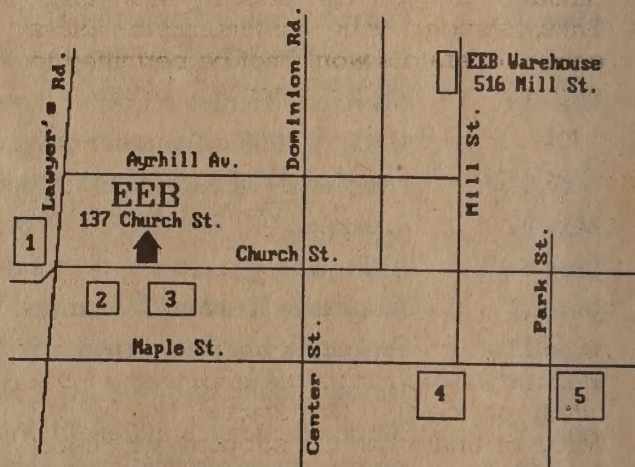 Lawyer's Rd.
Dominion Rd.
EEB Warehouse
516 Mill St.
Mill St.
Ayrhill Av.
EEB
137 Church St.
1
Church St.
Park St.
2
3
Maple St.
Center St.
4
5